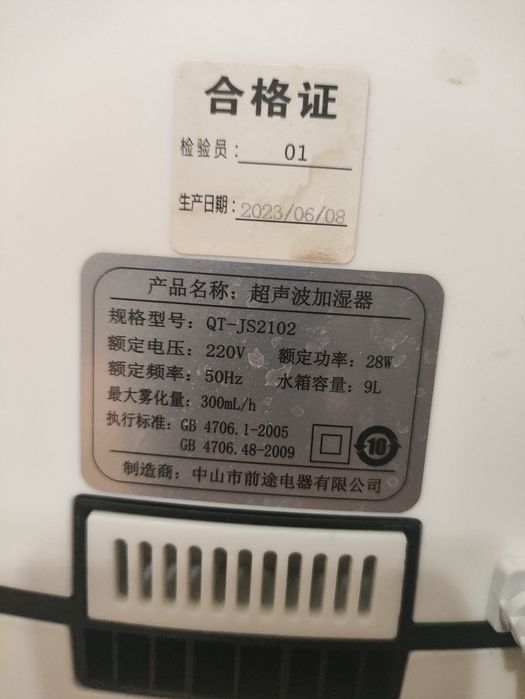 合格证
检验员: 01
生产日期: 2023/06/08
产品名称: 超声波加湿器
规格型号: QT-JS2102
额定电压: 220V 额定功率: 28W
额定频率: 50Hz 水箱容量: 9L
最大雾化量: 300mL/h
执行标准: GB 4706.1-2005
GB 4706.48-2009
10
制造商: 中山市前途电器有限公司